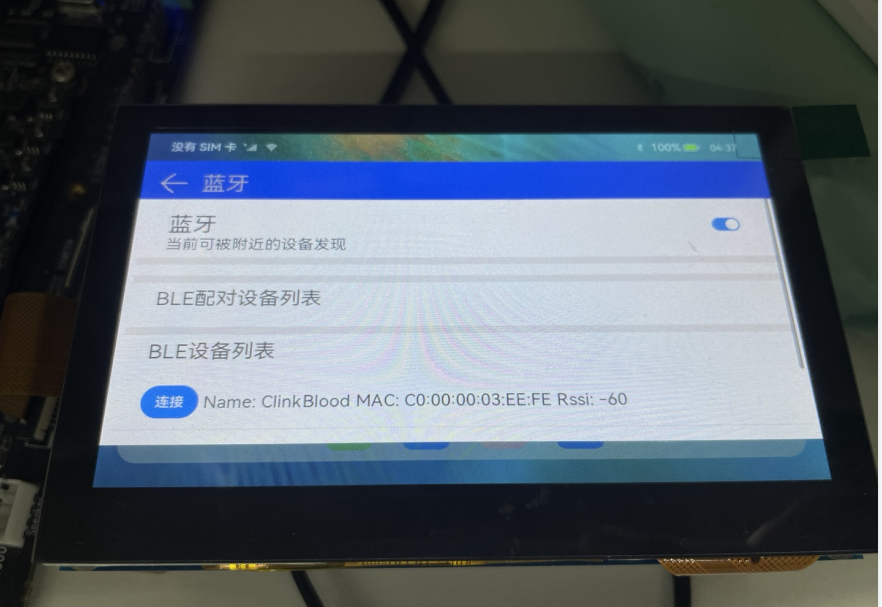 没有 SIM 卡
100% 04:37
蓝牙
蓝牙
当前可被附近的设备发现
BLE配对设备列表
BLE设备列表
连接 Name: ClinkBlood MAC: C0:00:00:03:EE:FE Rssi: -60